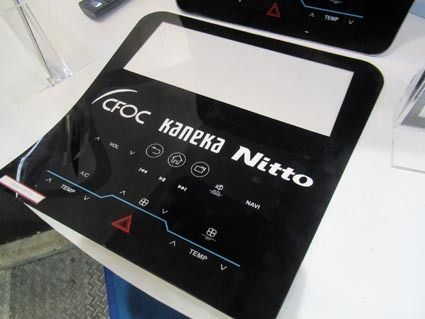 TEMP
CFOC kaneka Nitto
VOL
A/C
NAVI
TEMP
TEMP